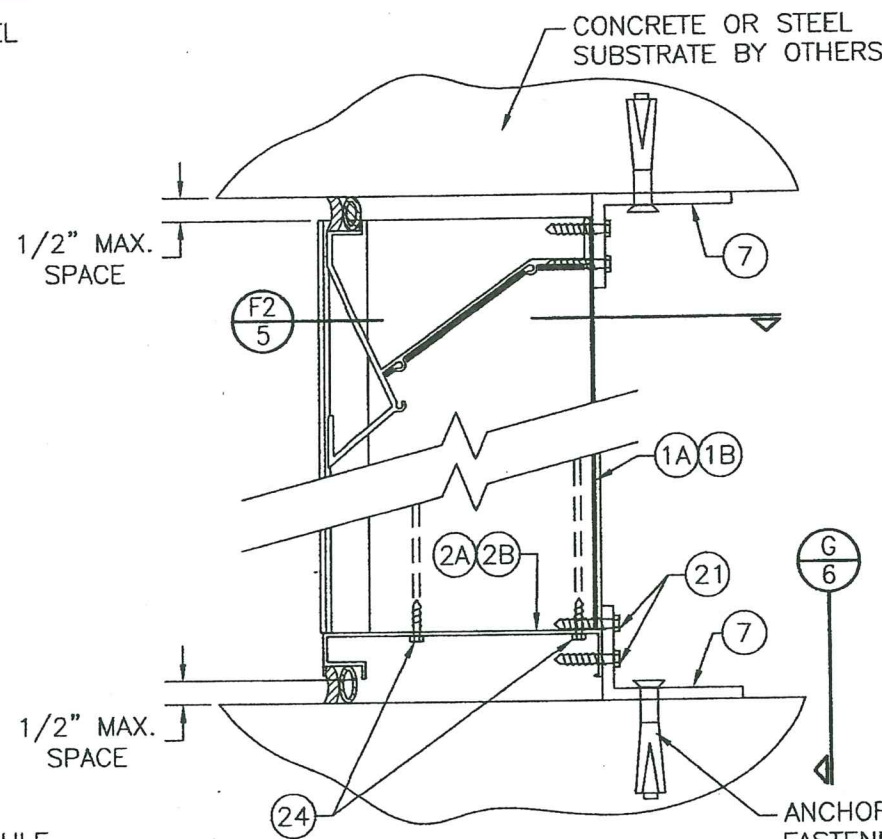 EL
CONCRETE OR STEEL
SUBSTRATE BY OTHERS
1/2" MAX.
SPACE
7
F2
5
1A 1B
2A 2B
21
G
6
7
1/2" MAX.
SPACE
24
ANCHOR